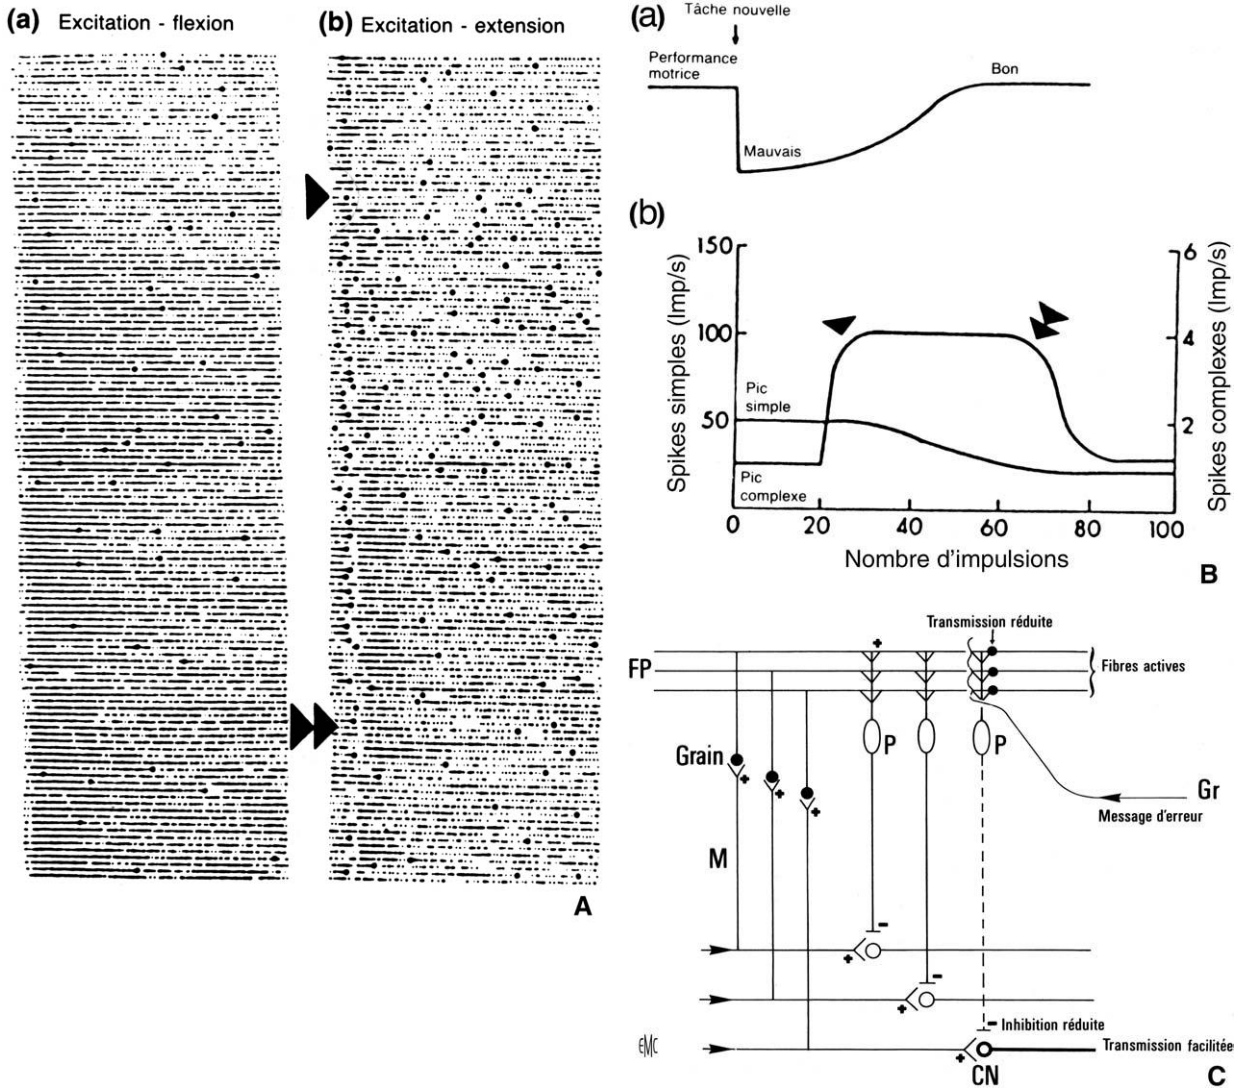 (a) Excitation - flexion
(b) Excitation - extension
A
(a)
Tâche nouvelle
Performance
motrice
Bon
Mauvais
(b)
150
100
50
Spikes simples (Imp/s)
6
4
2
Spikes complexes (Imp/s)
Pic
simple
Pic
complexe
0 20 40 60 80 100
Nombre d'impulsions
B
Transmission réduite
FP
+
Fibres actives
Grain
P
P
+
+
+
Gr
Message d'erreur
M
-
+
-
+
- Inhibition réduite
+
Transmission facilitée
CN
EMC
C